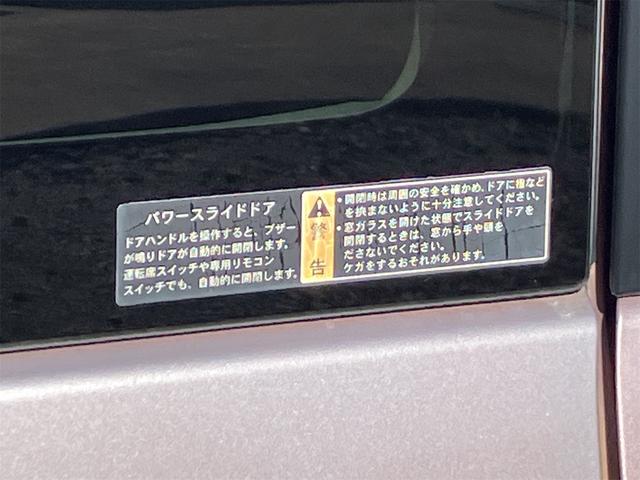 パワースライドドア
ドアハンドルを操作すると、ブザー
が鳴りドアが自動的に開閉します。
運転席スイッチや専用リモコン
スイッチでも、自動的に開閉します。
警告
• 開閉時は周囲の安全を確かめ、ドアに指など
を挟まないように十分注意してください。
• 窓ガラスを開けた状態でスライドドアを
開閉するときは、窓から手や頭を
ださないでください。
ケガをするおそれがあります。